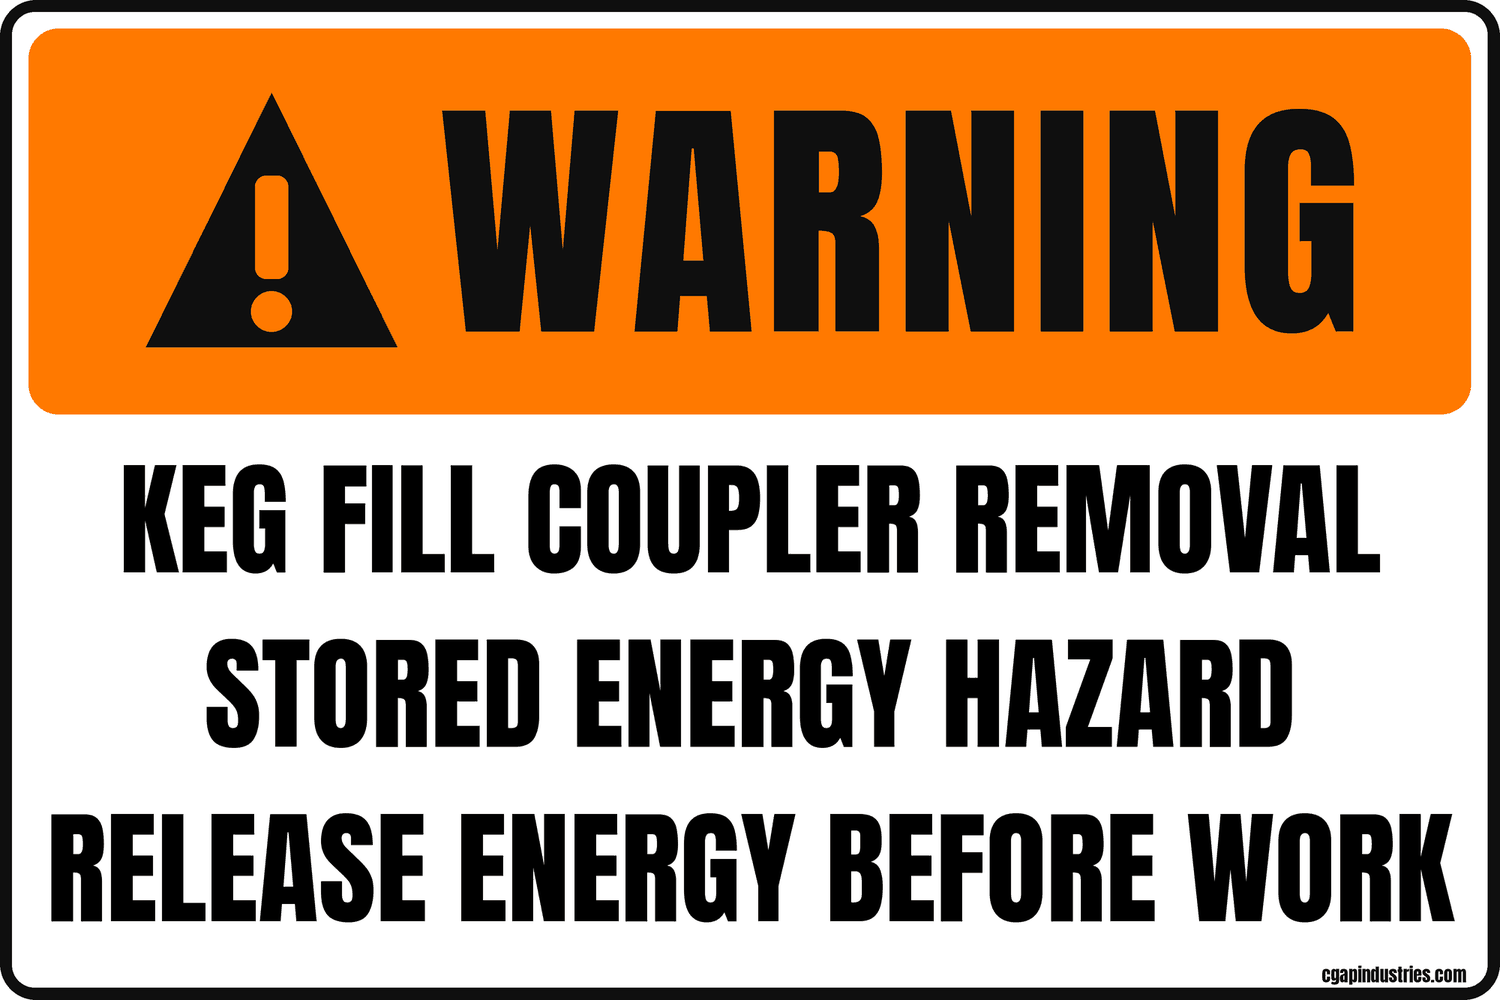 WARNING
KEG FILL COUPLER REMOVAL
STORED ENERGY HAZARD
RELEASE ENERGY BEFORE WORK
cgapindustries.com